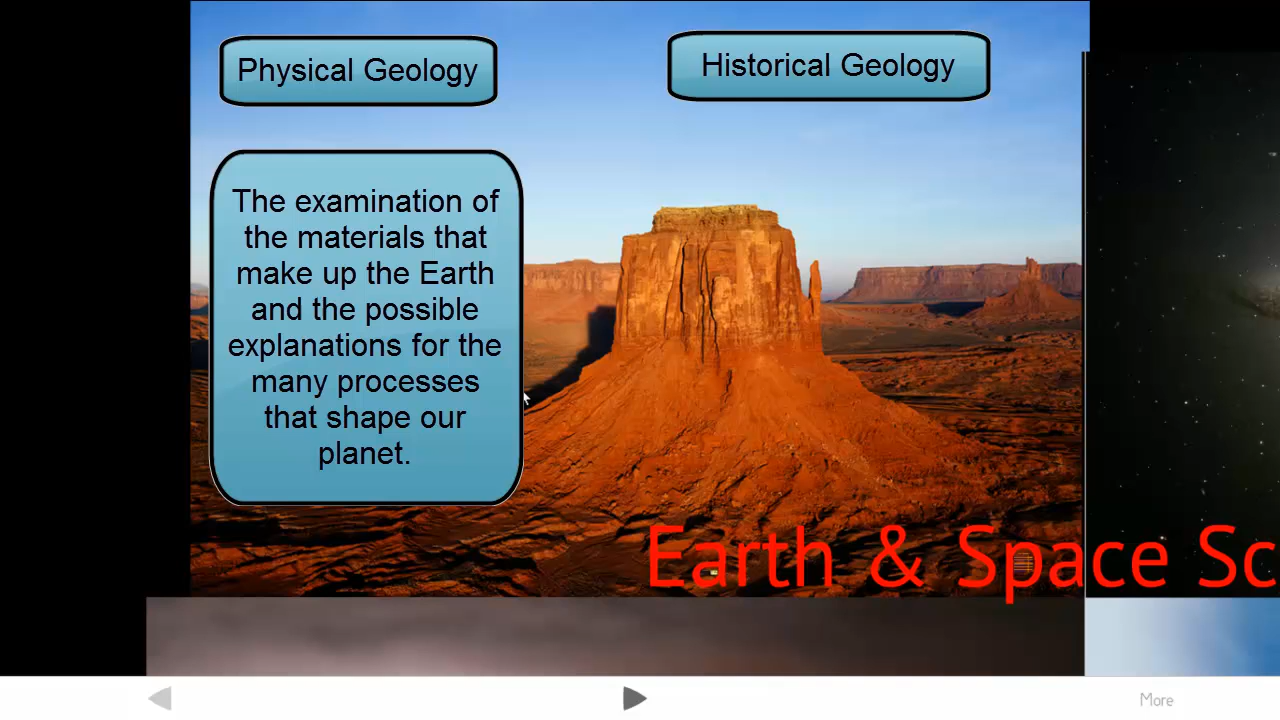 Physical Geology
Historical Geology
The examination of
the materials that
make up the Earth
and the possible
explanations for the
many processes
that shape our
planet.
Earth & Space Sc
More